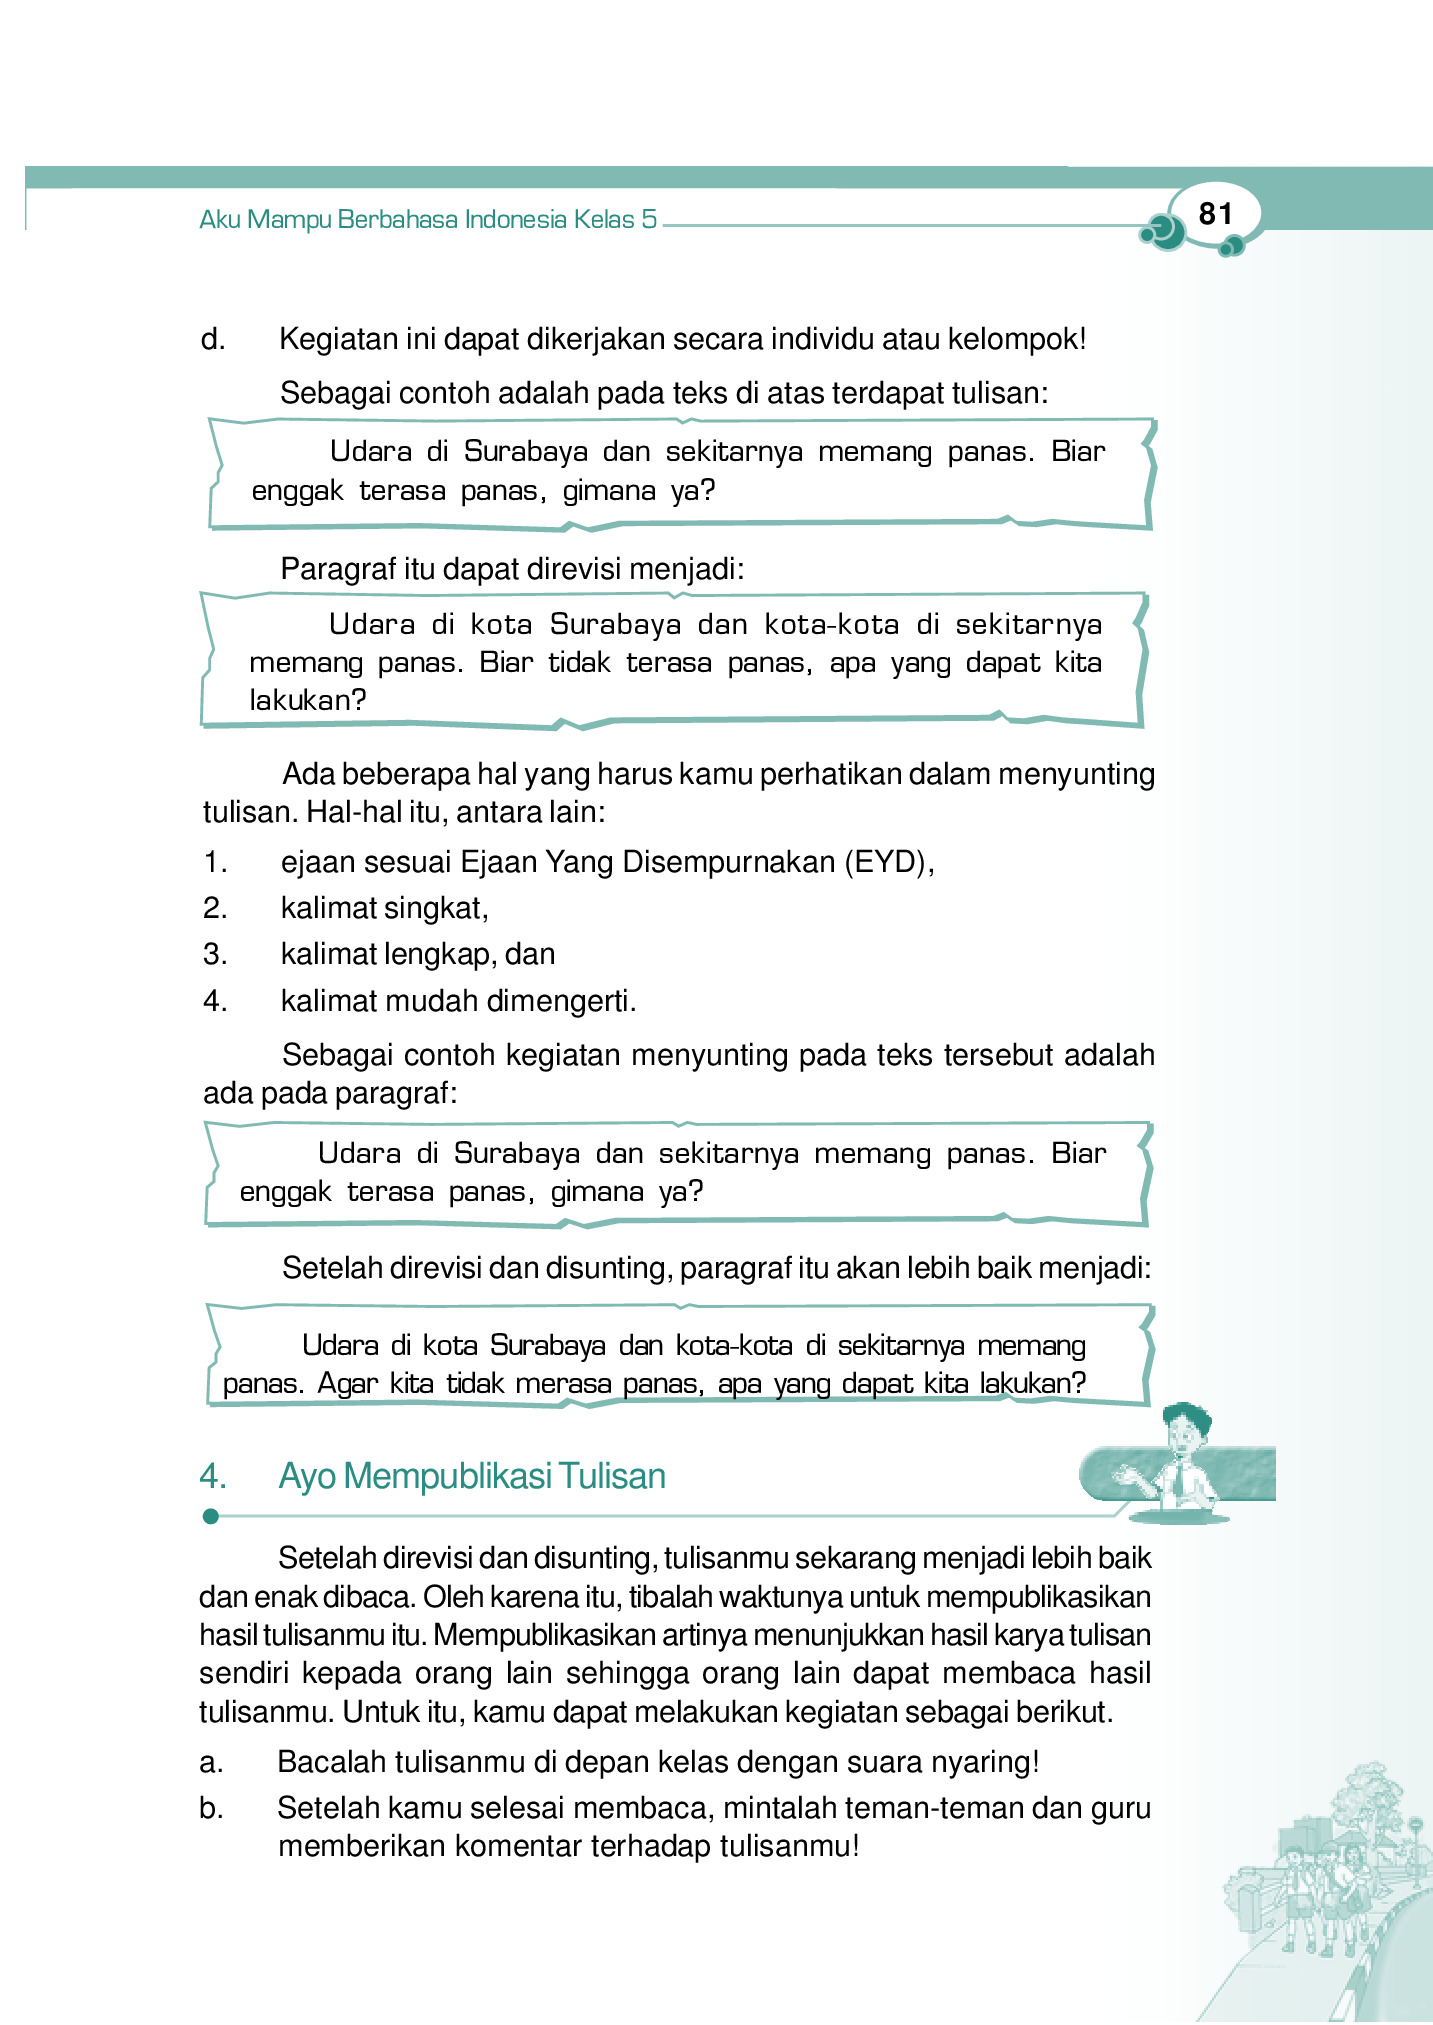 Aku Mampu Berbahasa Indonesia Kelas 5
81
d. Kegiatan ini dapat dikerjakan secara individu atau kelompok!
Sebagai contoh adalah pada teks di atas terdapat tulisan:
Udara di Surabaya dan sekitarnya memang panas. Biar
enggak terasa panas, gimana ya?
Paragraf itu dapat direvisi menjadi:
Udara di kota Surabaya dan kota-kota di sekitarnya
memang panas. Biar tidak terasa panas, apa yang dapat kita
lakukan?
Ada beberapa hal yang harus kamu perhatikan dalam menyunting
tulisan. Hal-hal itu, antara lain:
1. ejaan sesuai Ejaan Yang Disempurnakan (EYD),
2. kalimat singkat,
3. kalimat lengkap, dan
4. kalimat mudah dimengerti.
Sebagai contoh kegiatan menyunting pada teks tersebut adalah
ada pada paragraf:
Udara di Surabaya dan sekitarnya memang panas. Biar
enggak terasa panas, gimana ya?
Setelah direvisi dan disunting, paragraf itu akan lebih baik menjadi:
Udara di kota Surabaya dan kota-kota di sekitarnya memang
panas. Agar kita tidak merasa panas, apa yang dapat kita lakukan?
4. Ayo Mempublikasi Tulisan
Setelah direvisi dan disunting, tulisanmu sekarang menjadi lebih baik
dan enak dibaca. Oleh karena itu, tibalah waktunya untuk mempublikasikan
hasil tulisanmu itu. Mempublikasikan artinya menunjukkan hasil karya tulisan
sendiri kepada orang lain sehingga orang lain dapat membaca hasil
tulisanmu. Untuk itu, kamu dapat melakukan kegiatan sebagai berikut.
a. Bacalah tulisanmu di depan kelas dengan suara nyaring!
b. Setelah kamu selesai membaca, mintalah teman-teman dan guru
memberikan komentar terhadap tulisanmu!